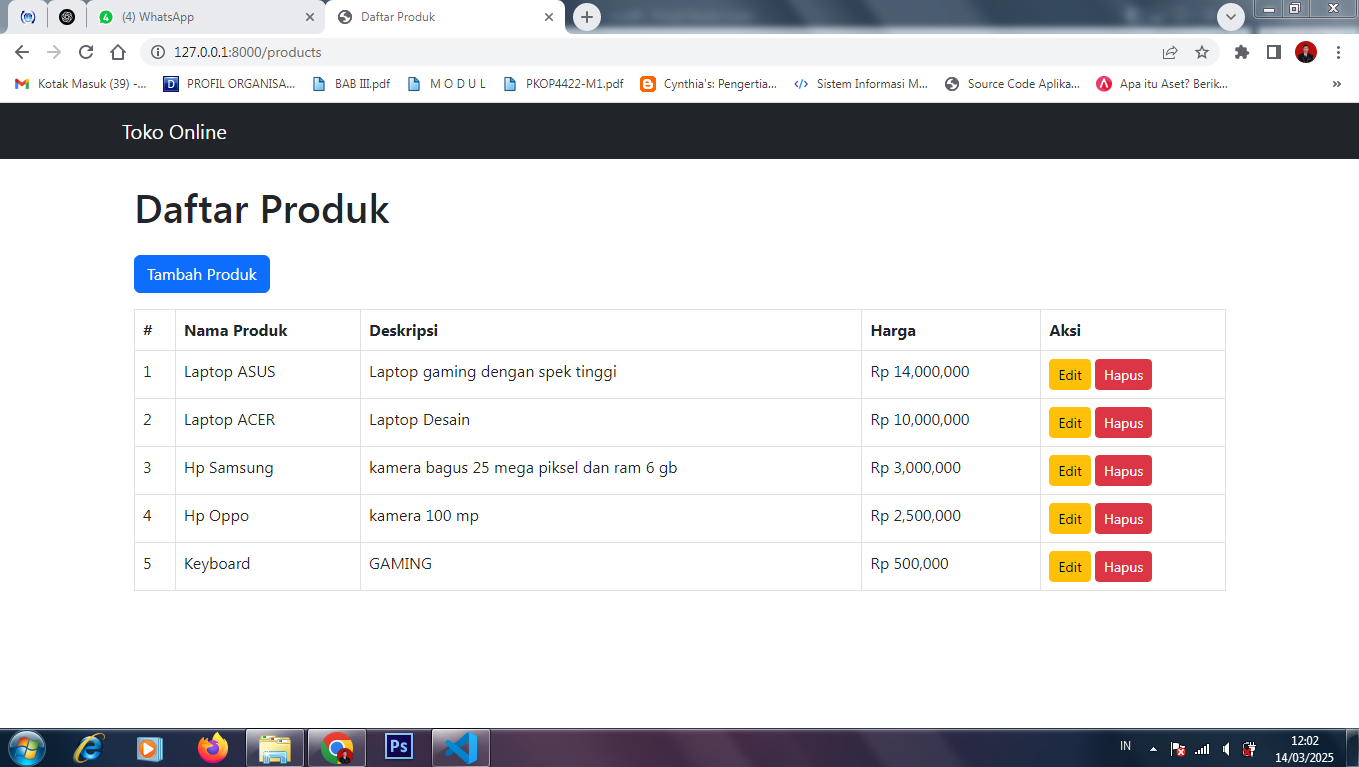 (4) WhatsApp
Daftar Produk
127.0.0.1:8000/products
Kotak Masuk (39) -... PROFIL ORGANISA... BAB III.pdf M O D U L PKOP4422-M1.pdf Cynthia's: Pengertia... Sistem Informasi M... Source Code Aplika... Apa itu Aset? Berik... »
Toko Online
Daftar Produk
Tambah Produk
# Nama Produk Deskripsi Harga Aksi
1 Laptop ASUS Laptop gaming dengan spek tinggi Rp 14,000,000 Edit Hapus
2 Laptop ACER Laptop Desain Rp 10,000,000 Edit Hapus
3 Hp Samsung kamera bagus 25 mega piksel dan ram 6 gb Rp 3,000,000 Edit Hapus
4 Hp Oppo kamera 100 mp Rp 2,500,000 Edit Hapus
5 Keyboard GAMING Rp 500,000 Edit Hapus
Ps
IN
12:02
14/03/2025